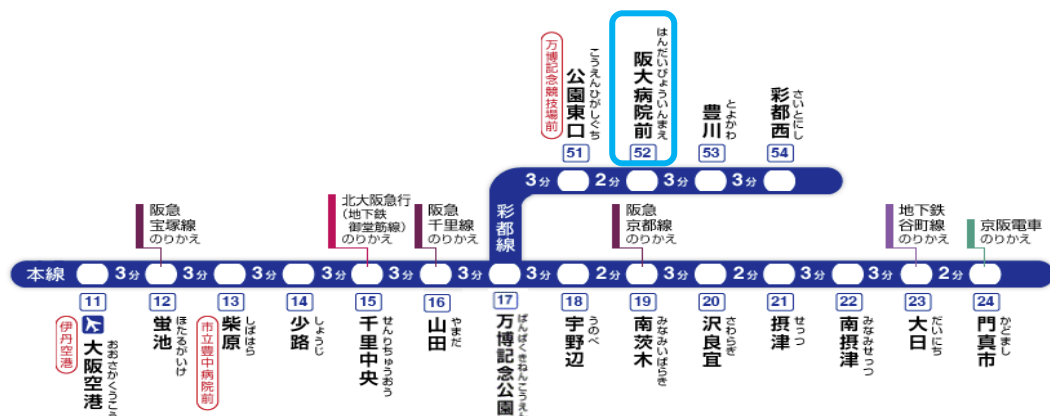 万博記念競技場前
公園東口
こうえんひがしぐち
阪大病院前
はんだいびょういんまえ
豊川
とよかわ
彩都西
さいとにし
51
52
53
54
3分
2分
3分
3分
彩都線
阪急
宝塚線
のりかえ
北大阪急行
(地下鉄
御堂筋線)
のりかえ
阪急
千里線
のりかえ
阪急
京都線
のりかえ
地下鉄
谷町線
のりかえ
京阪電車
のりかえ
本線
3分
3分
3分
3分
3分
3分
3分
2分
3分
2分
3分
3分
2分
11
12
13
14
15
16
17
18
19
20
21
22
23
24
伊丹空港
大阪空港
おおさかくうこう
蛍池
ほたるがいけ
市立豊中病院前
柴原
しばはら
少路
しょうじ
千里中央
せんりちゅうおう
山田
やまだ
万博記念公園
ばんぱくきねんこうえん
宇野辺
うのべ
南茨木
みなみいばらき
沢良宜
さわらぎ
摂津
せっつ
南摂津
みなみせっつ
大日
だいにち
門真市
かどまし